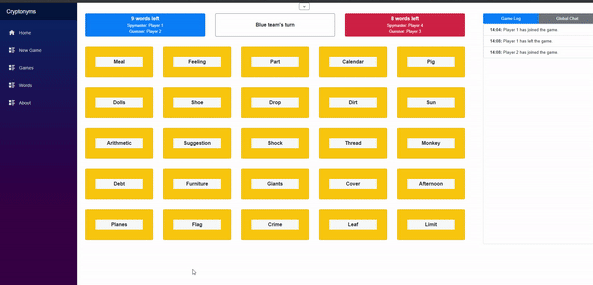 Cryptonyms
Home
New Game
Games
Words
About
9 words left
Spymaster: Player 1
Guesser: Player 2
Blue team's turn
8 words left
Spymaster: Player 4
Guesser: Player 3
Meal Feeling Part Calendar Pig
Dolls Shoe Drop Dirt Sun
Arithmetic Suggestion Shock Thread Monkey
Debt Furniture Giants Cover Afternoon
Planes Flag Crime Leaf Limit
Game Log Global Chat
14:04: Player 1 has joined the game.
14:08: Player 1 has left the game.
14:08: Player 2 has joined the game.